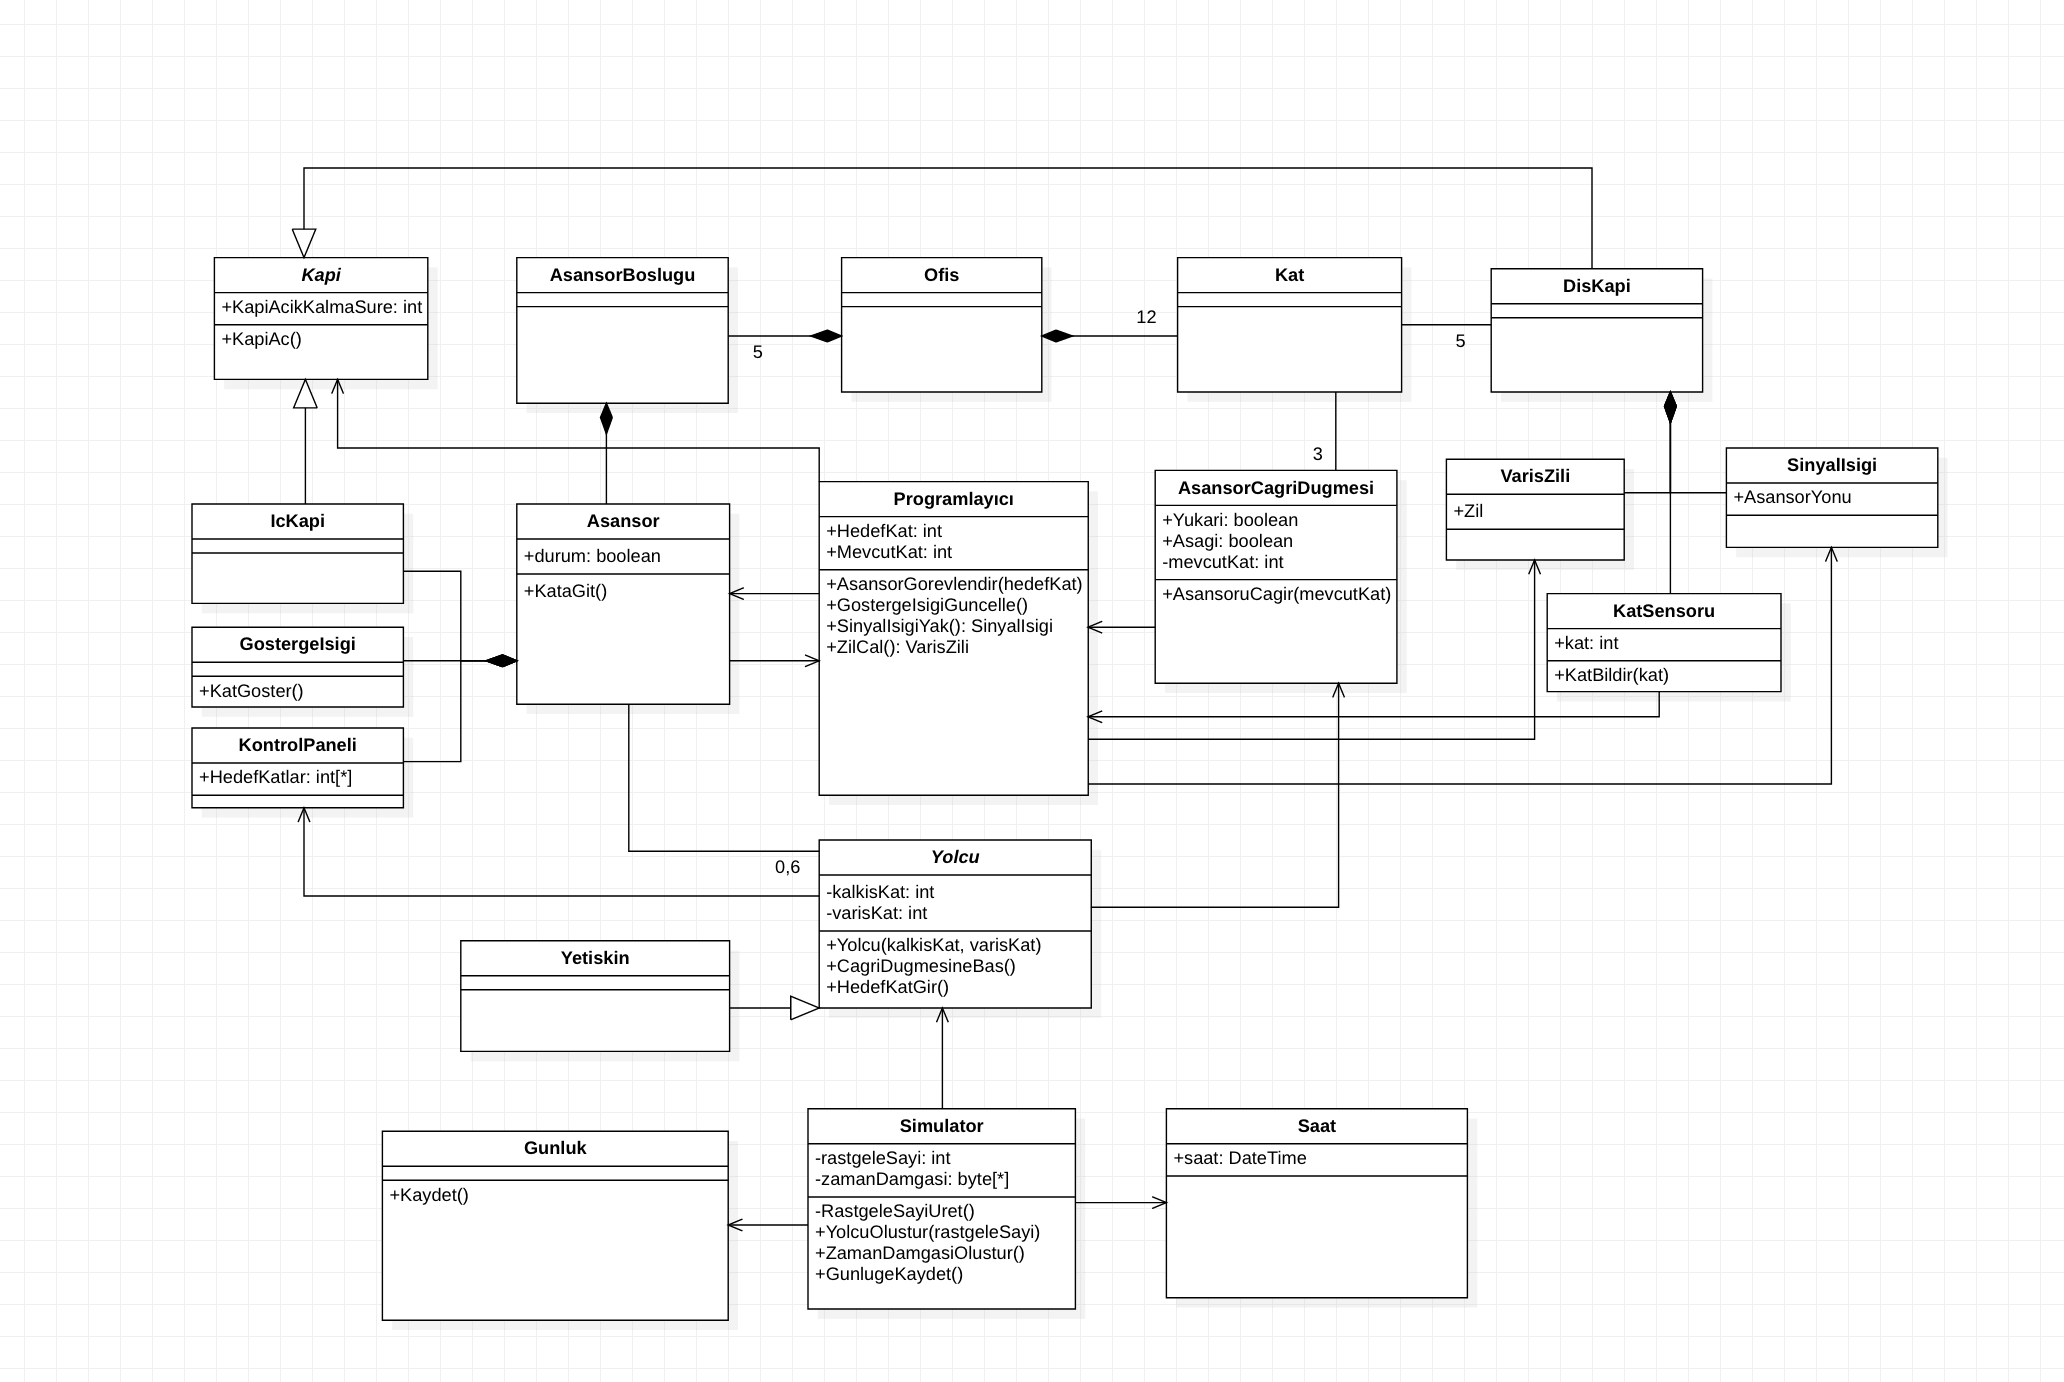 Kapi
+KapiAcikKalmaSure: int
+KapiAc()
AsansorBoslugu
5
Ofis
12
Kat
5
DisKapi
3
IcKapi
Asansor
+durum: boolean
+KataGit()
Programlayıcı
+HedefKat: int
+MevcutKat: int
+AsansorGorevlendir(hedefKat)
+GostergeIsigiGuncelle()
+SinyalIsigiYak(): SinyalIsigi
+ZilCal(): VarisZili
AsansorCagriDugmesi
+Yukari: boolean
+Asagi: boolean
-mevcutKat: int
+AsansoruCagir(mevcutKat)
VarisZili
+Zil
SinyalIsigi
+AsansorYonu
KatSensoru
+kat: int
+KatBildir(kat)
GostergeIsigi
+KatGoster()
KontrolPaneli
+HedefKatlar: int[*]
0,6
Yolcu
-kalkisKat: int
-varisKat: int
+Yolcu(kalkisKat, varisKat)
+CagriDugmesineBas()
+HedefKatGir()
Yetiskin
Gunluk
+Kaydet()
Simulator
-rastgeleSayi: int
-zamanDamgasi: byte[*]
-RastgeleSayiUret()
+YolcuOlustur(rastgeleSayi)
+ZamanDamgasiOlustur()
+GunlugeKaydet()
Saat
+saat: DateTime